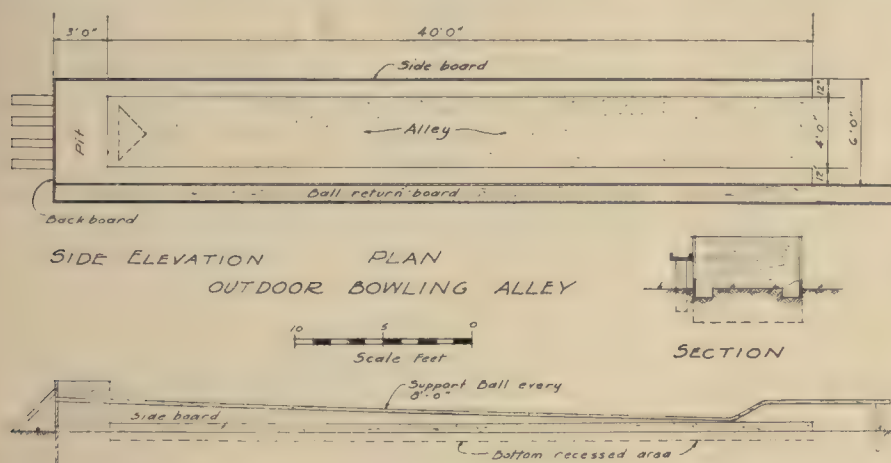 3'0"
40'0"
Side board
12"
Pit
Alley
4'0"
6'0"
12"
Ball return board
Back board
SIDE ELEVATION
PLAN
OUTDOOR BOWLING ALLEY
10 5 0
Scale Feet
SECTION
Support Ball every
8'-0"
Side board
Bottom recessed area